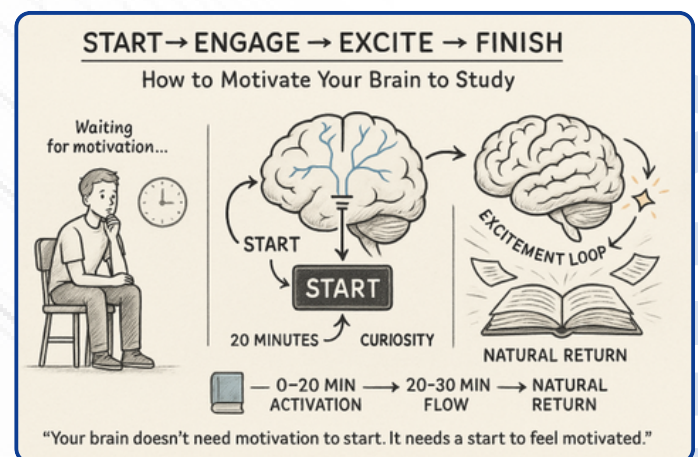 START → ENGAGE → EXCITE → FINISH
How to Motivate Your Brain to Study
Waiting
for motivation...
START
START
20 MINUTES
CURIOSITY
EXCITEMENT LOOP
NATURAL RETURN
0–20 MIN → 20–30 MIN → NATURAL
ACTIVATION FLOW RETURN
“Your brain doesn’t need motivation to start. It needs a start to feel motivated.”